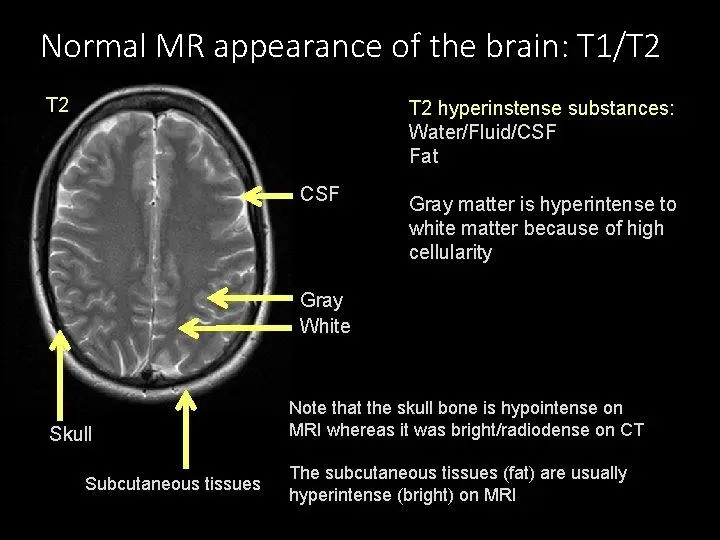 Normal MR appearance of the brain: T1/T2
T2
T2 hyperinstense substances:
Water/Fluid/CSF
Fat
CSF
Gray matter is hyperintense to
white matter because of high
cellularity
Gray
White
Note that the skull bone is hypointense on
MRI whereas it was bright/radiodense on CT
Skull
The subcutaneous tissues (fat) are usually
hyperintense (bright) on MRI
Subcutaneous tissues